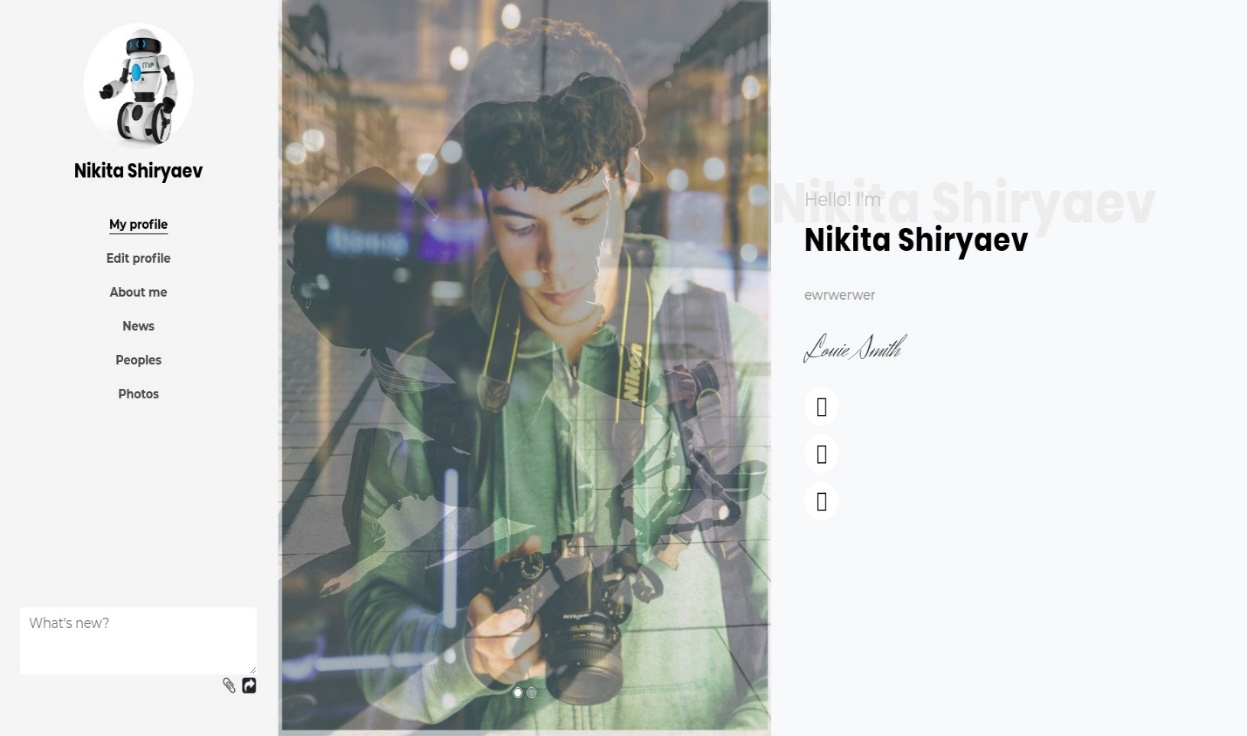 Nikita Shiryaev
My profile
Edit profile
About me
News
Peoples
Photos
What's new?
Nikon
Nikita Shiryaev
Hello! I'm
Nikita Shiryaev
ewrwerwer
Louie Smith